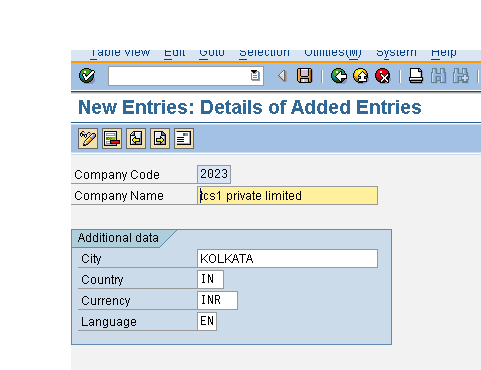 Table View Edit Goto Selection Utilities(M) System Help
New Entries: Details of Added Entries
Company Code 2023
Company Name tcs1 private limited
Additional data
City KOLKATA
Country IN
Currency INR
Language EN